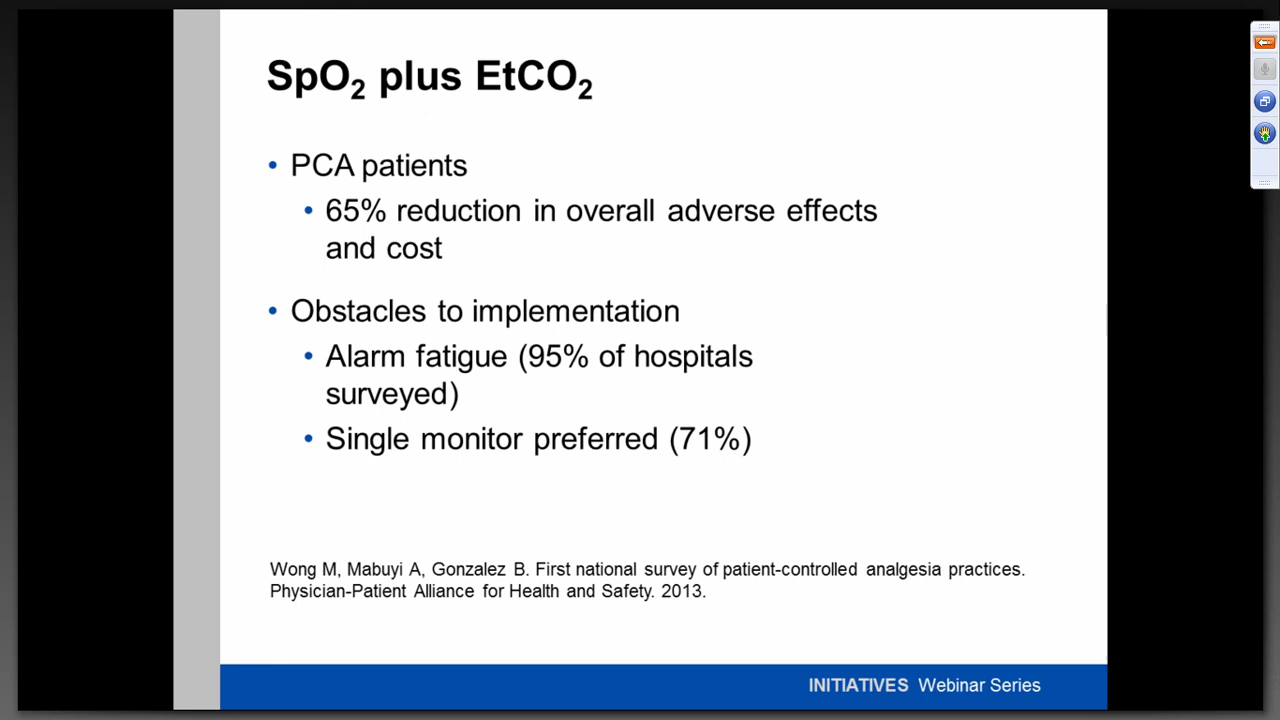 SpO₂ plus EtCO₂
• PCA patients
• 65% reduction in overall adverse effects
and cost
• Obstacles to implementation
• Alarm fatigue (95% of hospitals
surveyed)
• Single monitor preferred (71%)
Wong M, Mabuyi A, Gonzalez B. First national survey of patient-controlled analgesia practices.
Physician-Patient Alliance for Health and Safety. 2013.
INITIATIVES Webinar Series